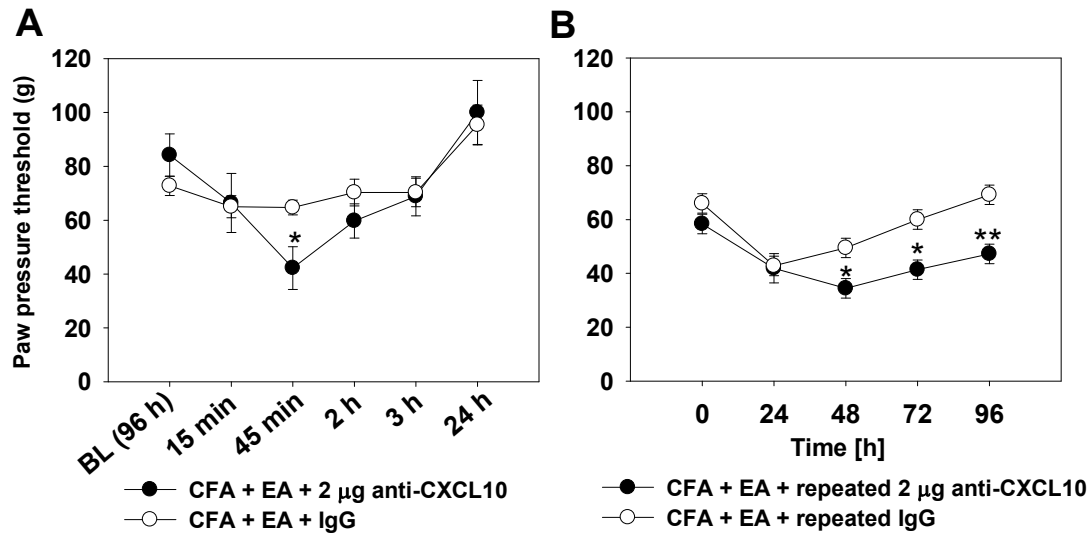 A
B
Paw pressure threshold (g)
120
100
80
60
40
20
0
*
BL (96 h)
15 min
45 min
2 h
3 h
24 h
CFA + EA + 2 μg anti-CXCL10
CFA + EA + IgG
120
100
80
60
40
20
0
*
*
**
0 24 48 72 96
Time [h]
CFA + EA + repeated 2 μg anti-CXCL10
CFA + EA + repeated IgG